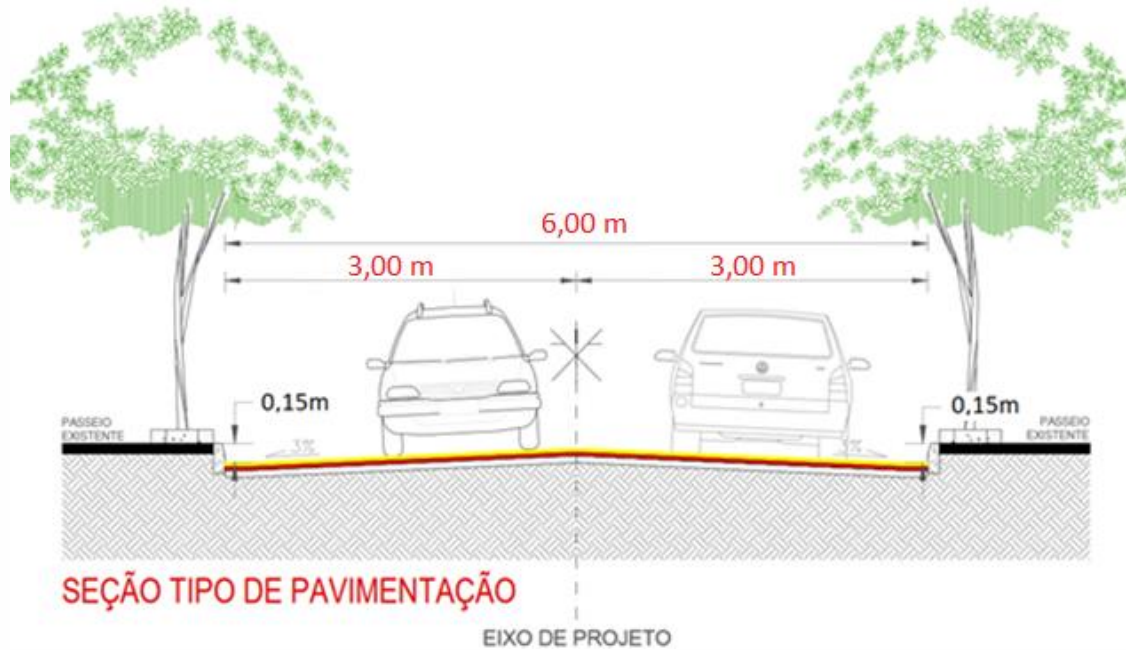 6,00 m
3,00 m
3,00 m
0,15m
0,15m
PASSEIO
EXISTENTE
PASSEIO
EXISTENTE
3%
SEÇÃO TIPO DE PAVIMENTAÇÃO
EIXO DE PROJETO